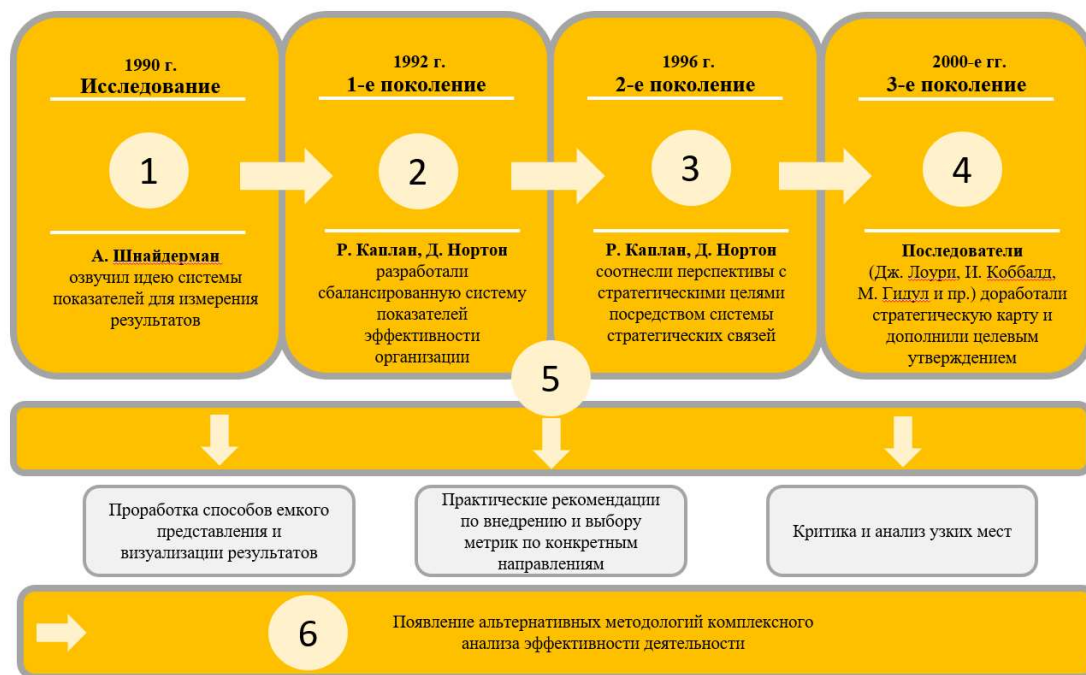 1990 г.
Исследование
1
А. Шнайдерман
озвучил идею системы
показателей для измерения
результатов
1992 г.
1-е поколение
2
Р. Каплан, Д. Нортон
разработали
сбалансированную систему
показателей
эффективности
организации
1996 г.
2-е поколение
3
Р. Каплан, Д. Нортон
соотнесли перспективы с
стратегическими целями
посредством системы
стратегических связей
2000-е гг.
3-е поколение
4
Последователи
(Дж. Лоури, И. Коббалд,
М. Гидул и пр.) доработали
стратегическую карту и
дополнили целевым
утверждением
5
Проработка способов емкого
представления и
визуализации результатов
Практические рекомендации
по внедрению и выбору
метрик по конкретным
направлениям
Критика и анализ узких мест
6
Появление альтернативных методологий комплексного
анализа эффективности деятельности